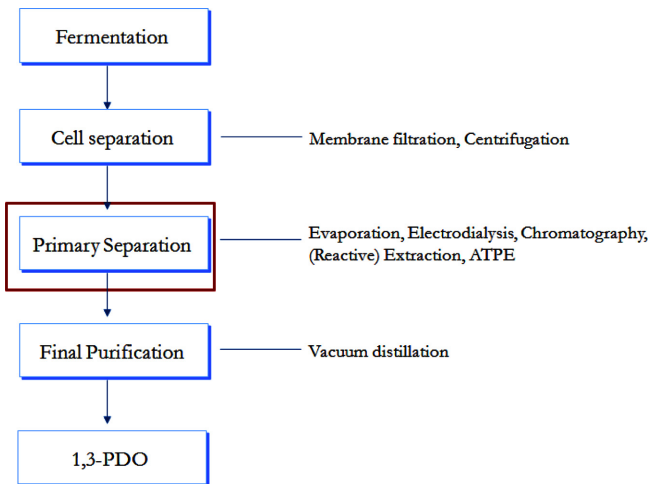 Fermentation
Cell separation
Membrane filtration, Centrifugation
Primary Separation
Evaporation, Electrodialysis, Chromatography,
(Reactive) Extraction, ATPE
Final Purification
Vacuum distillation
1,3-PDO